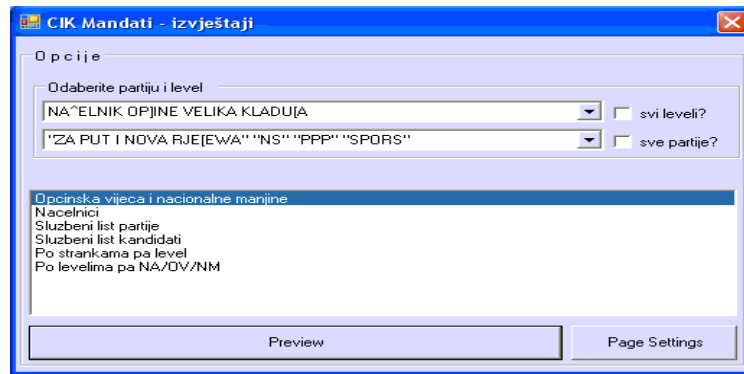 CIK Mandati - izvještaji
Opcije
Odaberite partiju i level
NA^ELNIK OP]INE VELIKA KLADU[A
svi leveli?
"ZA PUT I NOVA RJE[EWA" "NS" "PPP" "SPORS"
sve partije?
Opcinska vijeca i nacionalne manjine
Nacelnici
Sluzbeni list partije
Sluzbeni list kandidati
Po strankama pa level
Po levelima pa NA/OV/NM
Preview
Page Settings